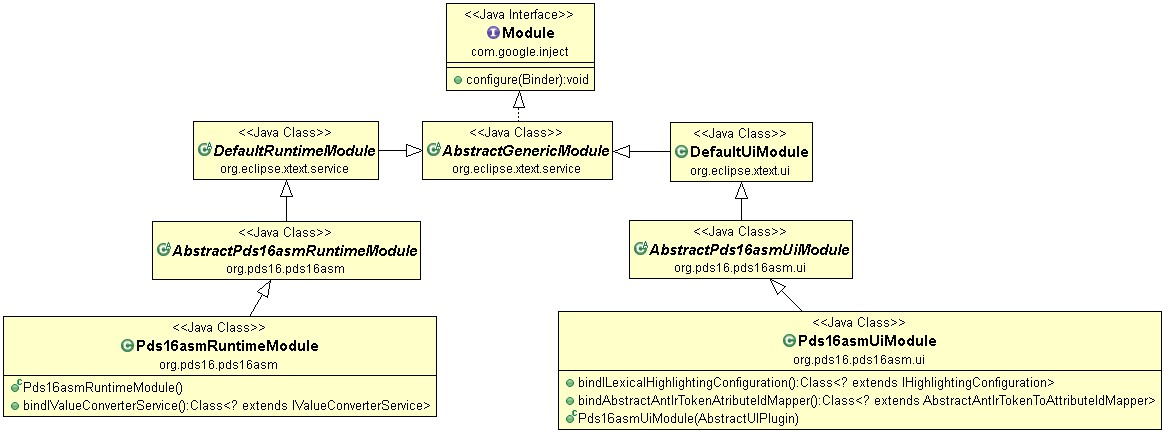 <<Java Interface>>
Module
com.google.inject
configure(Binder):void
<<Java Class>>
DefaultRuntimeModule
org.eclipse.xtext.service
<<Java Class>>
AbstractGenericModule
org.eclipse.xtext.service
<<Java Class>>
DefaultUiModule
org.eclipse.xtext.ui
<<Java Class>>
AbstractPds16asmRuntimeModule
org.pds16.pds16asm
<<Java Class>>
AbstractPds16asmUiModule
org.pds16.pds16asm.ui
<<Java Class>>
Pds16asmRuntimeModule
org.pds16.pds16asm
Pds16asmRuntimeModule()
bindIValueConverterService():Class<? extends IValueConverterService>
<<Java Class>>
Pds16asmUiModule
org.pds16.pds16asm.ui
bindILexicalHighlightingConfiguration():Class<? extends IHighlightingConfiguration>
bindAbstractAntlrTokenAtributeIdMapper():Class<? extends AbstractAntlrTokenToAttributeIdMapper>
Pds16asmUiModule(AbstractUIPlugin)